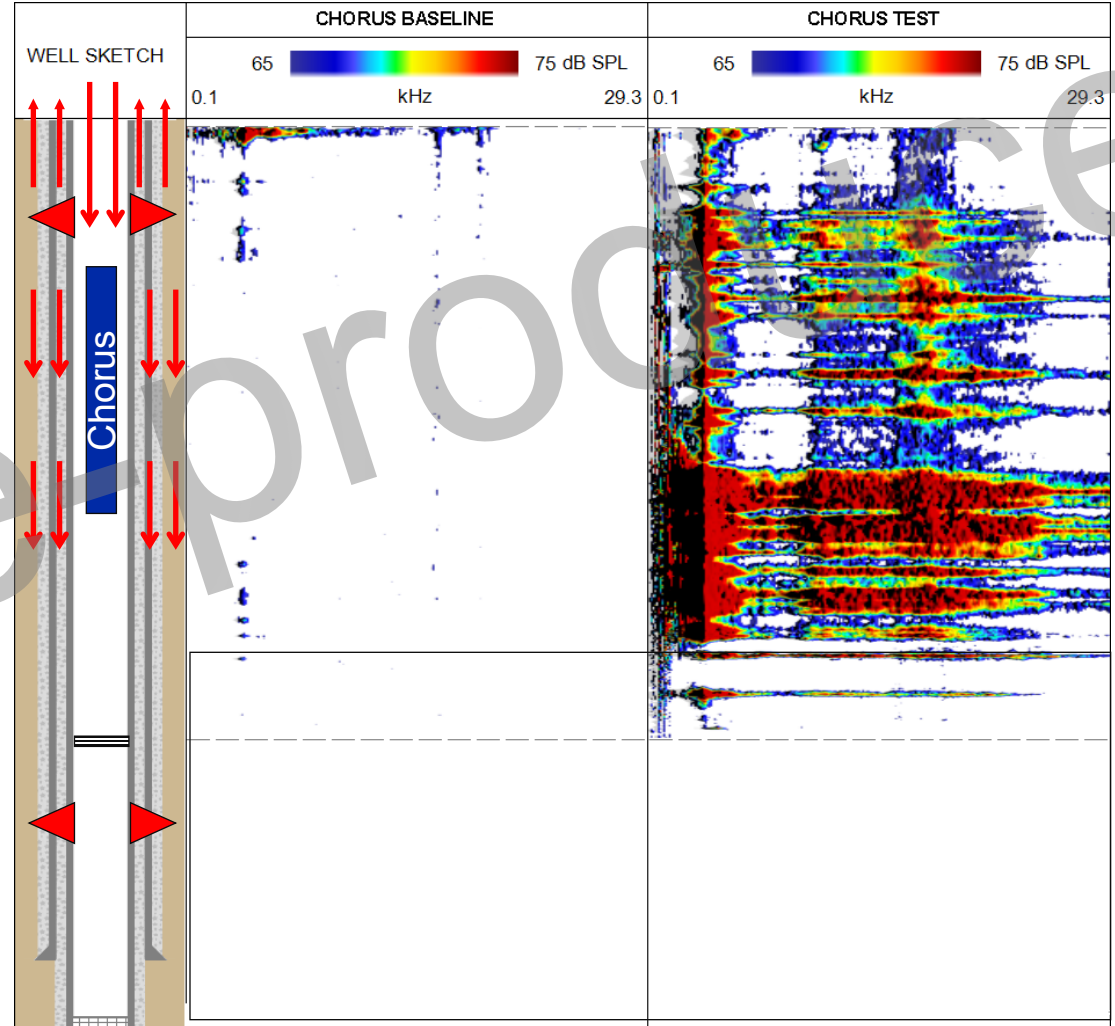 CHORUS BASELINE
CHORUS TEST
WELL SKETCH
65
75 dB SPL
65
75 dB SPL
0.1
kHz
29.3
0.1
kHz
29.3
Chorus
e-produce